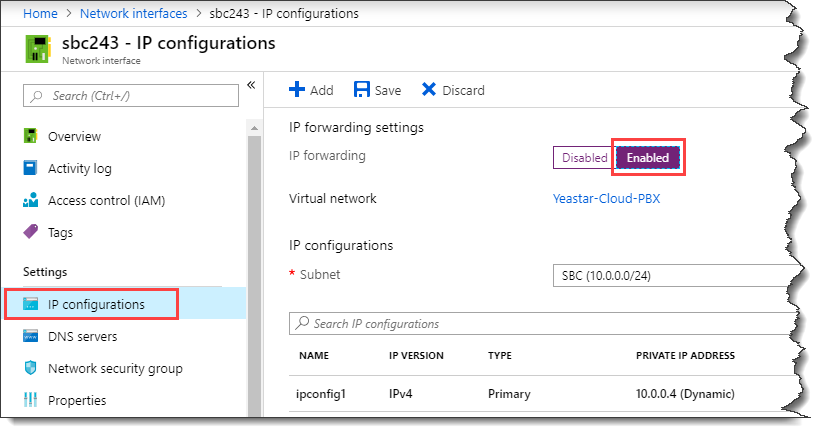 Home > Network interfaces > sbc243 - IP configurations
sbc243 - IP configurations
Network interface
Search (Ctrl+/)
«
Overview
Activity log
Access control (IAM)
Tags
Settings
IP configurations
DNS servers
Network security group
Properties
Add Save Discard
IP forwarding settings
IP forwarding Disabled Enabled
Virtual network Yeastar-Cloud-PBX
IP configurations
* Subnet SBC (10.0.0.0/24)
Search IP configurations
NAME IP VERSION TYPE PRIVATE IP ADDRESS
ipconfig1 IPv4 Primary 10.0.0.4 (Dynamic)